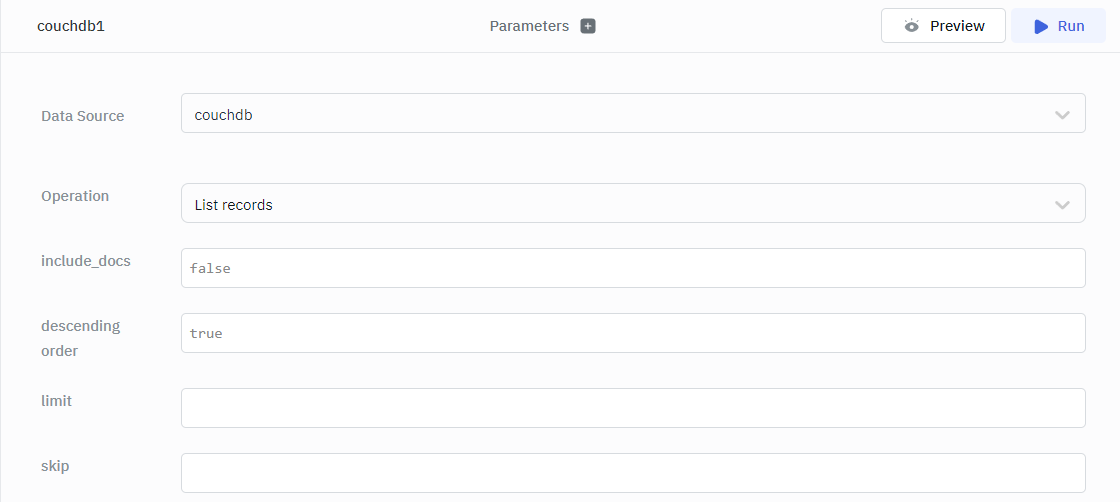 couchdb1
Parameters
Preview
Run
Data Source
couchdb
Operation
List records
include_docs
false
descending
order
true
limit
skip